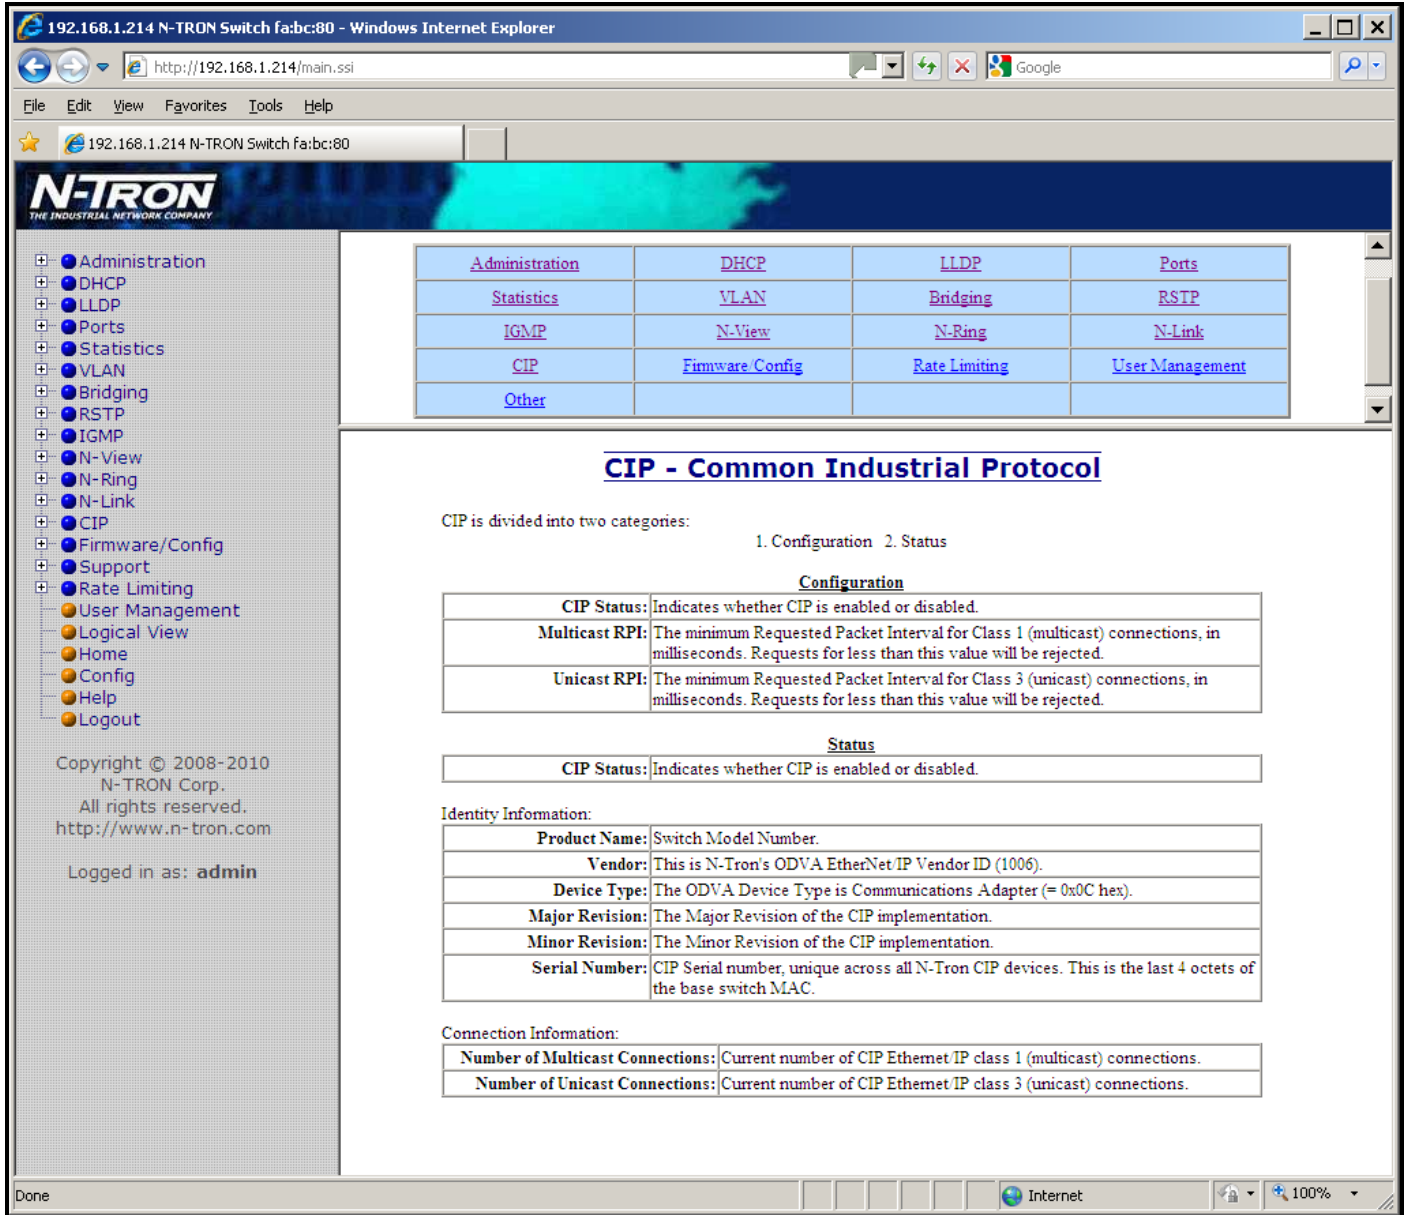 192.168.1.214 N-TRON Switch fa:bc:80 - Windows Internet Explorer
http://192.168.1.214/main.ssi
Google
File Edit View Favorites Tools Help
192.168.1.214 N-TRON Switch fa:bc:80
N-TRON
THE INDUSTRIAL NETWORK COMPANY
Administration
DHCP
LLDP
Ports
Statistics
VLAN
Bridging
RSTP
IGMP
N-View
N-Ring
N-Link
CIP
Firmware/Config
Support
Rate Limiting
User Management
Logical View
Home
Config
Help
Logout
Copyright © 2008-2010
N-TRON Corp.
All rights reserved.
http://www.n-tron.com
Logged in as: admin
Administration DHCP LLDP Ports
Statistics VLAN Bridging RSTP
IGMP N-View N-Ring N-Link
CIP Firmware/Config Rate Limiting User Management
Other
CIP - Common Industrial Protocol
CIP is divided into two categories:
1. Configuration 2. Status
Configuration
CIP Status: Indicates whether CIP is enabled or disabled.
Multicast RPI: The minimum Requested Packet Interval for Class 1 (multicast) connections, in
milliseconds. Requests for less than this value will be rejected.
Unicast RPI: The minimum Requested Packet Interval for Class 3 (unicast) connections, in
milliseconds. Requests for less than this value will be rejected.
Status
CIP Status: Indicates whether CIP is enabled or disabled.
Identity Information:
Product Name: Switch Model Number.
Vendor: This is N-Tron's ODVA EtherNet/IP Vendor ID (1006).
Device Type: The ODVA Device Type is Communications Adapter (= 0x0C hex).
Major Revision: The Major Revision of the CIP implementation.
Minor Revision: The Minor Revision of the CIP implementation.
Serial Number: CIP Serial number, unique across all N-Tron CIP devices. This is the last 4 octets of
the base switch MAC.
Connection Information:
Number of Multicast Connections: Current number of CIP Ethernet/IP class 1 (multicast) connections.
Number of Unicast Connections: Current number of CIP Ethernet/IP class 3 (unicast) connections.
Done
Internet
100%